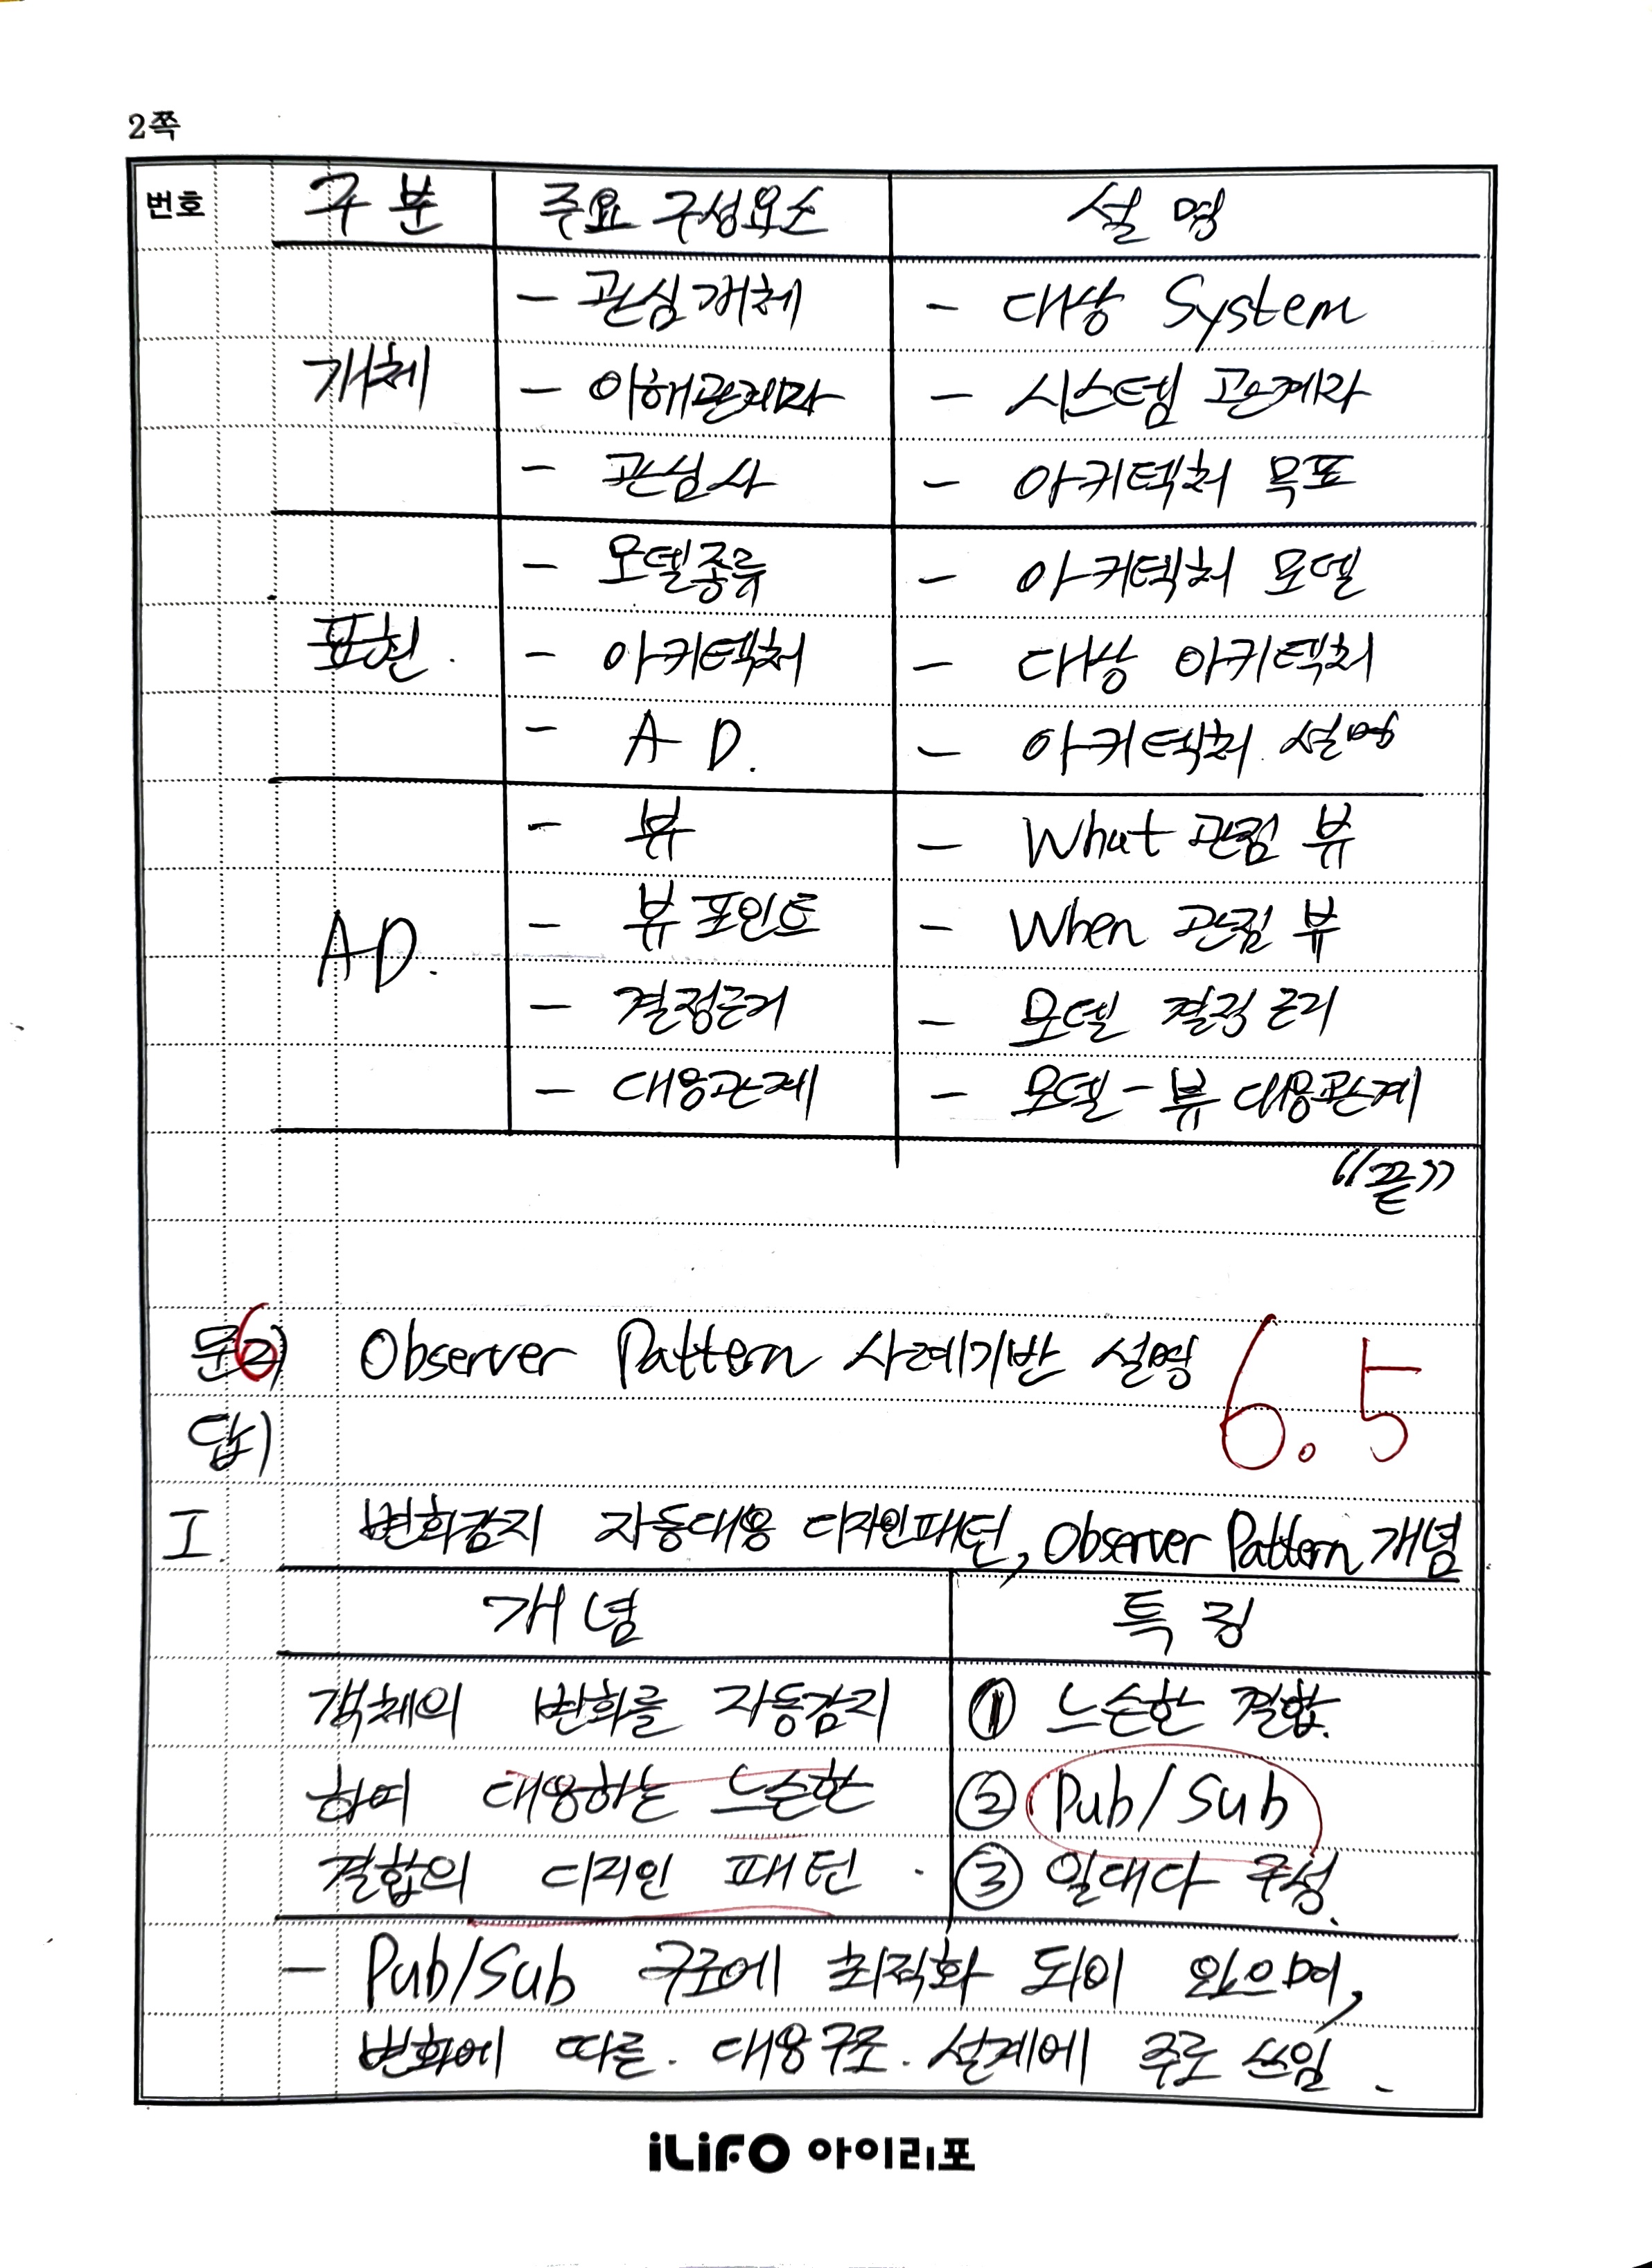 2쪽
번호 구분 주요 구성요소 설명
- 관심개체 - 대상 System
개체 - 이해관계자 - 시스템 관계자
- 관심사 - 아키텍처 목표
- 모델종류 - 아키텍처 모델
표현. - 아키텍처 - 대상 아키텍처
- A D. - 아키텍처 설명
- 뷰 - What 관점 뷰
- 뷰포인트 - When 관점 뷰
AD.
- 결정근거 - 모델 결정 근거
- 대응관계 - 모델-뷰 대응관계
"끝"
문 6) Observer Pattern 사례기반 설명 6.5
답)
I. 변화감지 자동대응 디자인패턴, Observer Pattern 개념
개념 특징
객체의 변화를 자동감지 ① 느슨한 결합.
하여 대응하는 느슨한 ② Pub/Sub
결합의 디자인 패턴. ③ 일대다 구성.
- Pub/Sub 구조에 최적화 되어 있으며,
변화에 따른. 대응구조. 설계에 주로 쓰임.
iLiFO 아이리포